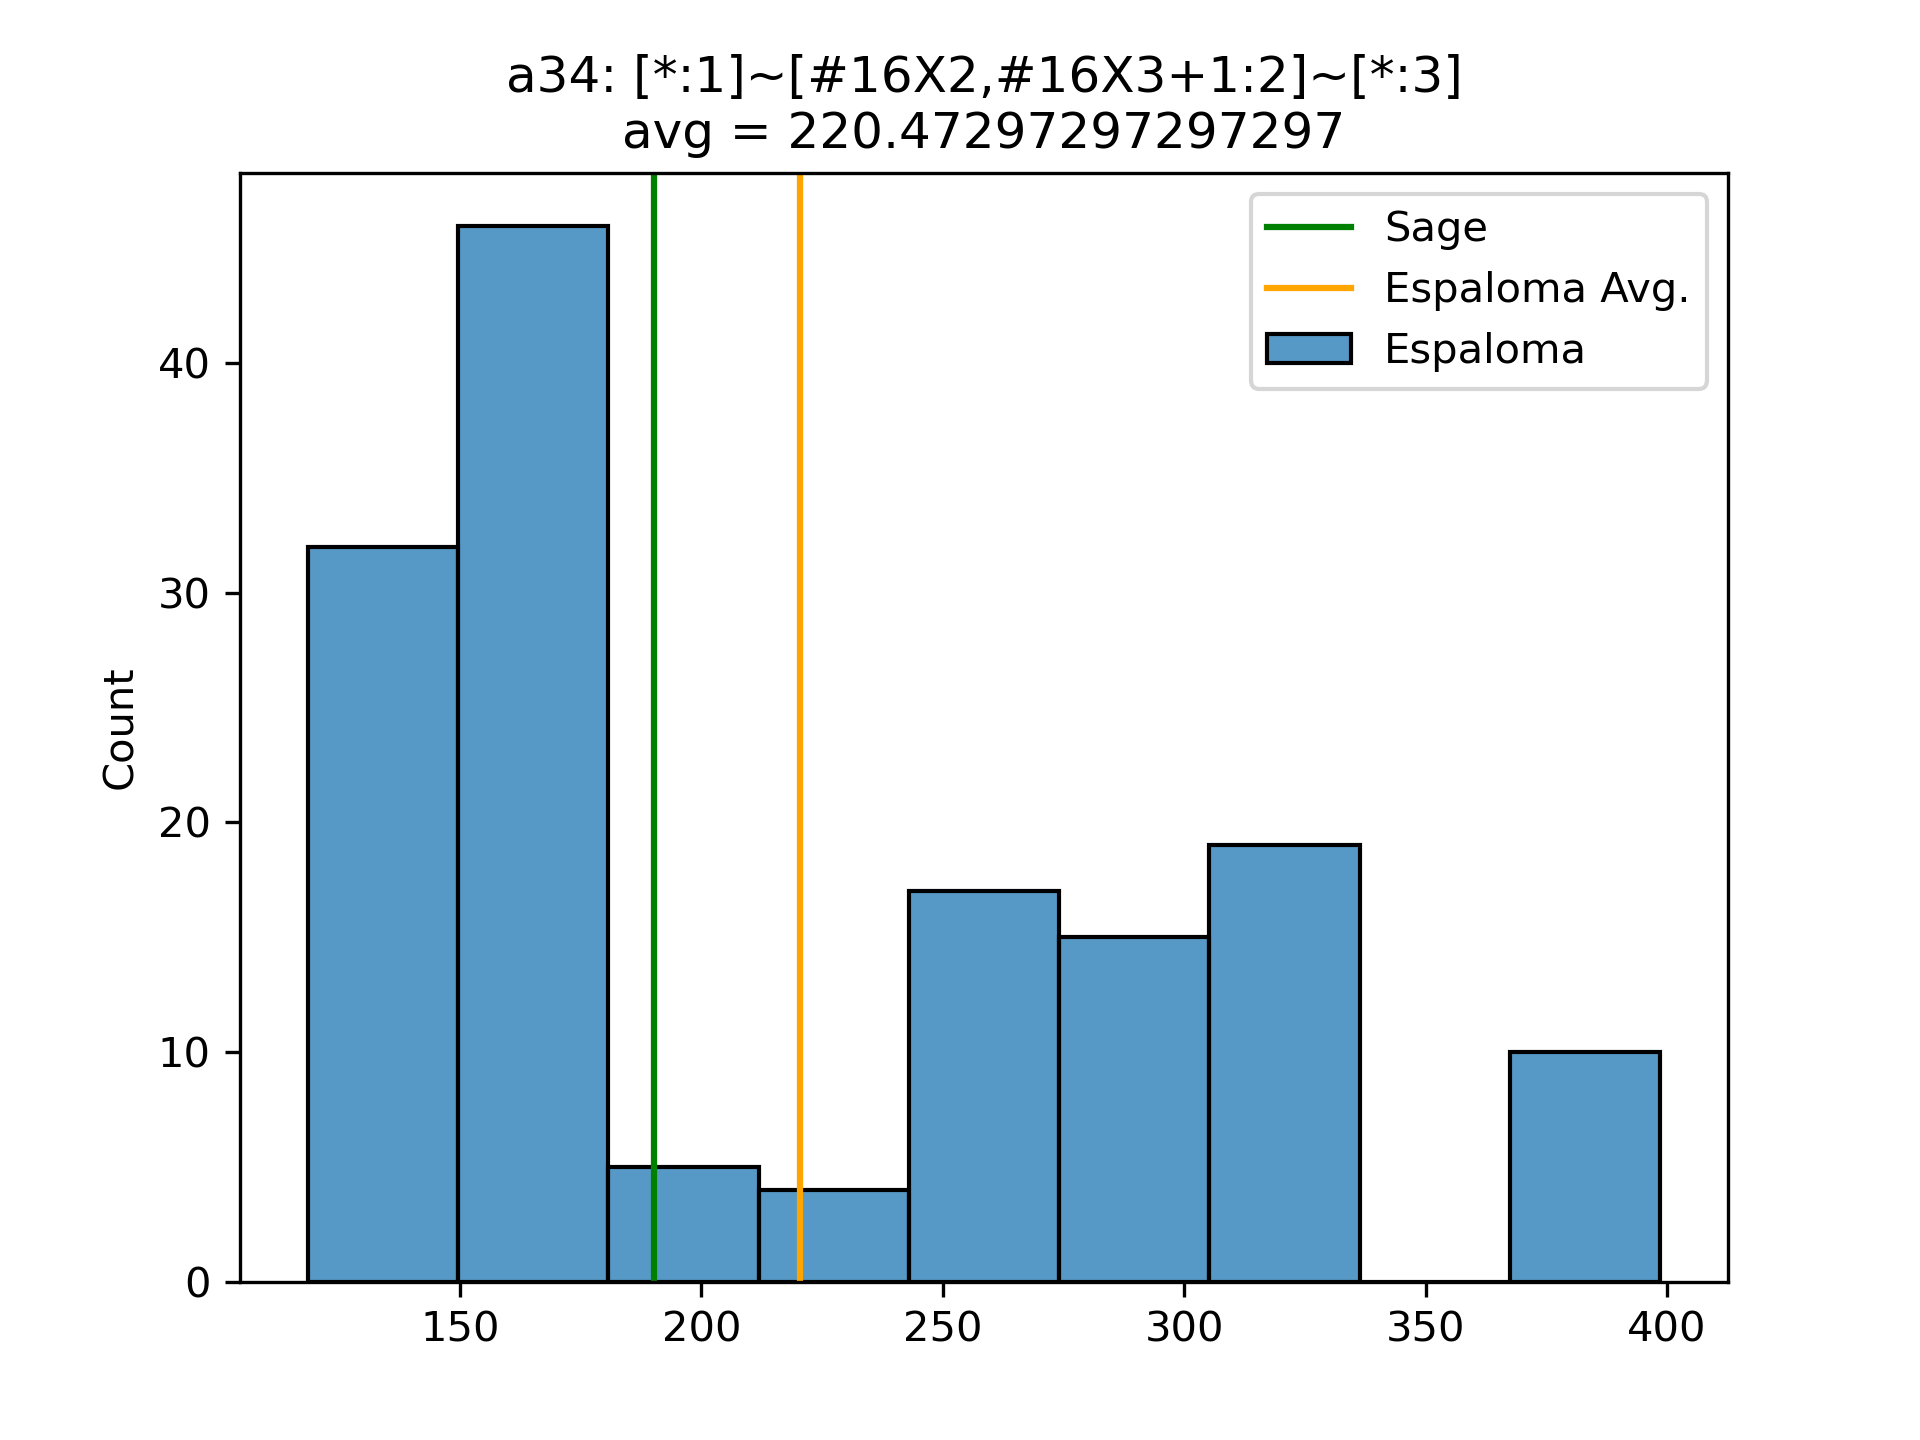 a34: [*:1]~[#16X2,#16X3+1:2]~[*:3]
avg = 220.47297297297297
Sage
Espaloma Avg.
Espaloma
Count
40
30
20
10
0
150 200 250 300 350 400